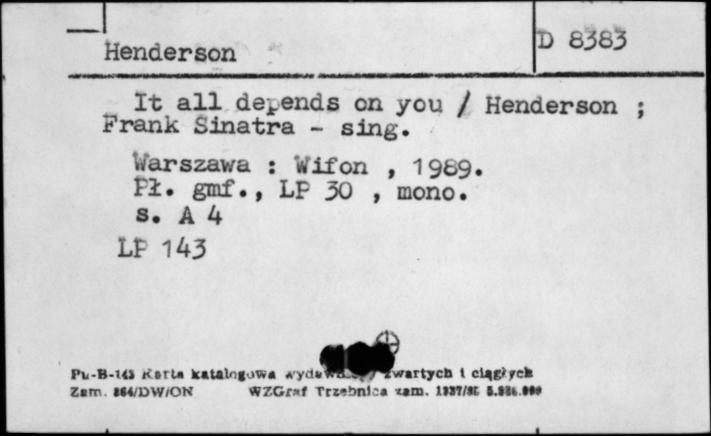 Henderson
D 8383
It all depends on you / Henderson ;
Frank Sinatra - sing.
Warszawa : Wifon , 1989.
Pł. gmf., LP 30 , mono.
s. A 4
LP 143
Pu-B-143 Karta katalogowa zwartych i ciągłych
Zam. 864/DW/ON WZGraf Trzebnica zam.